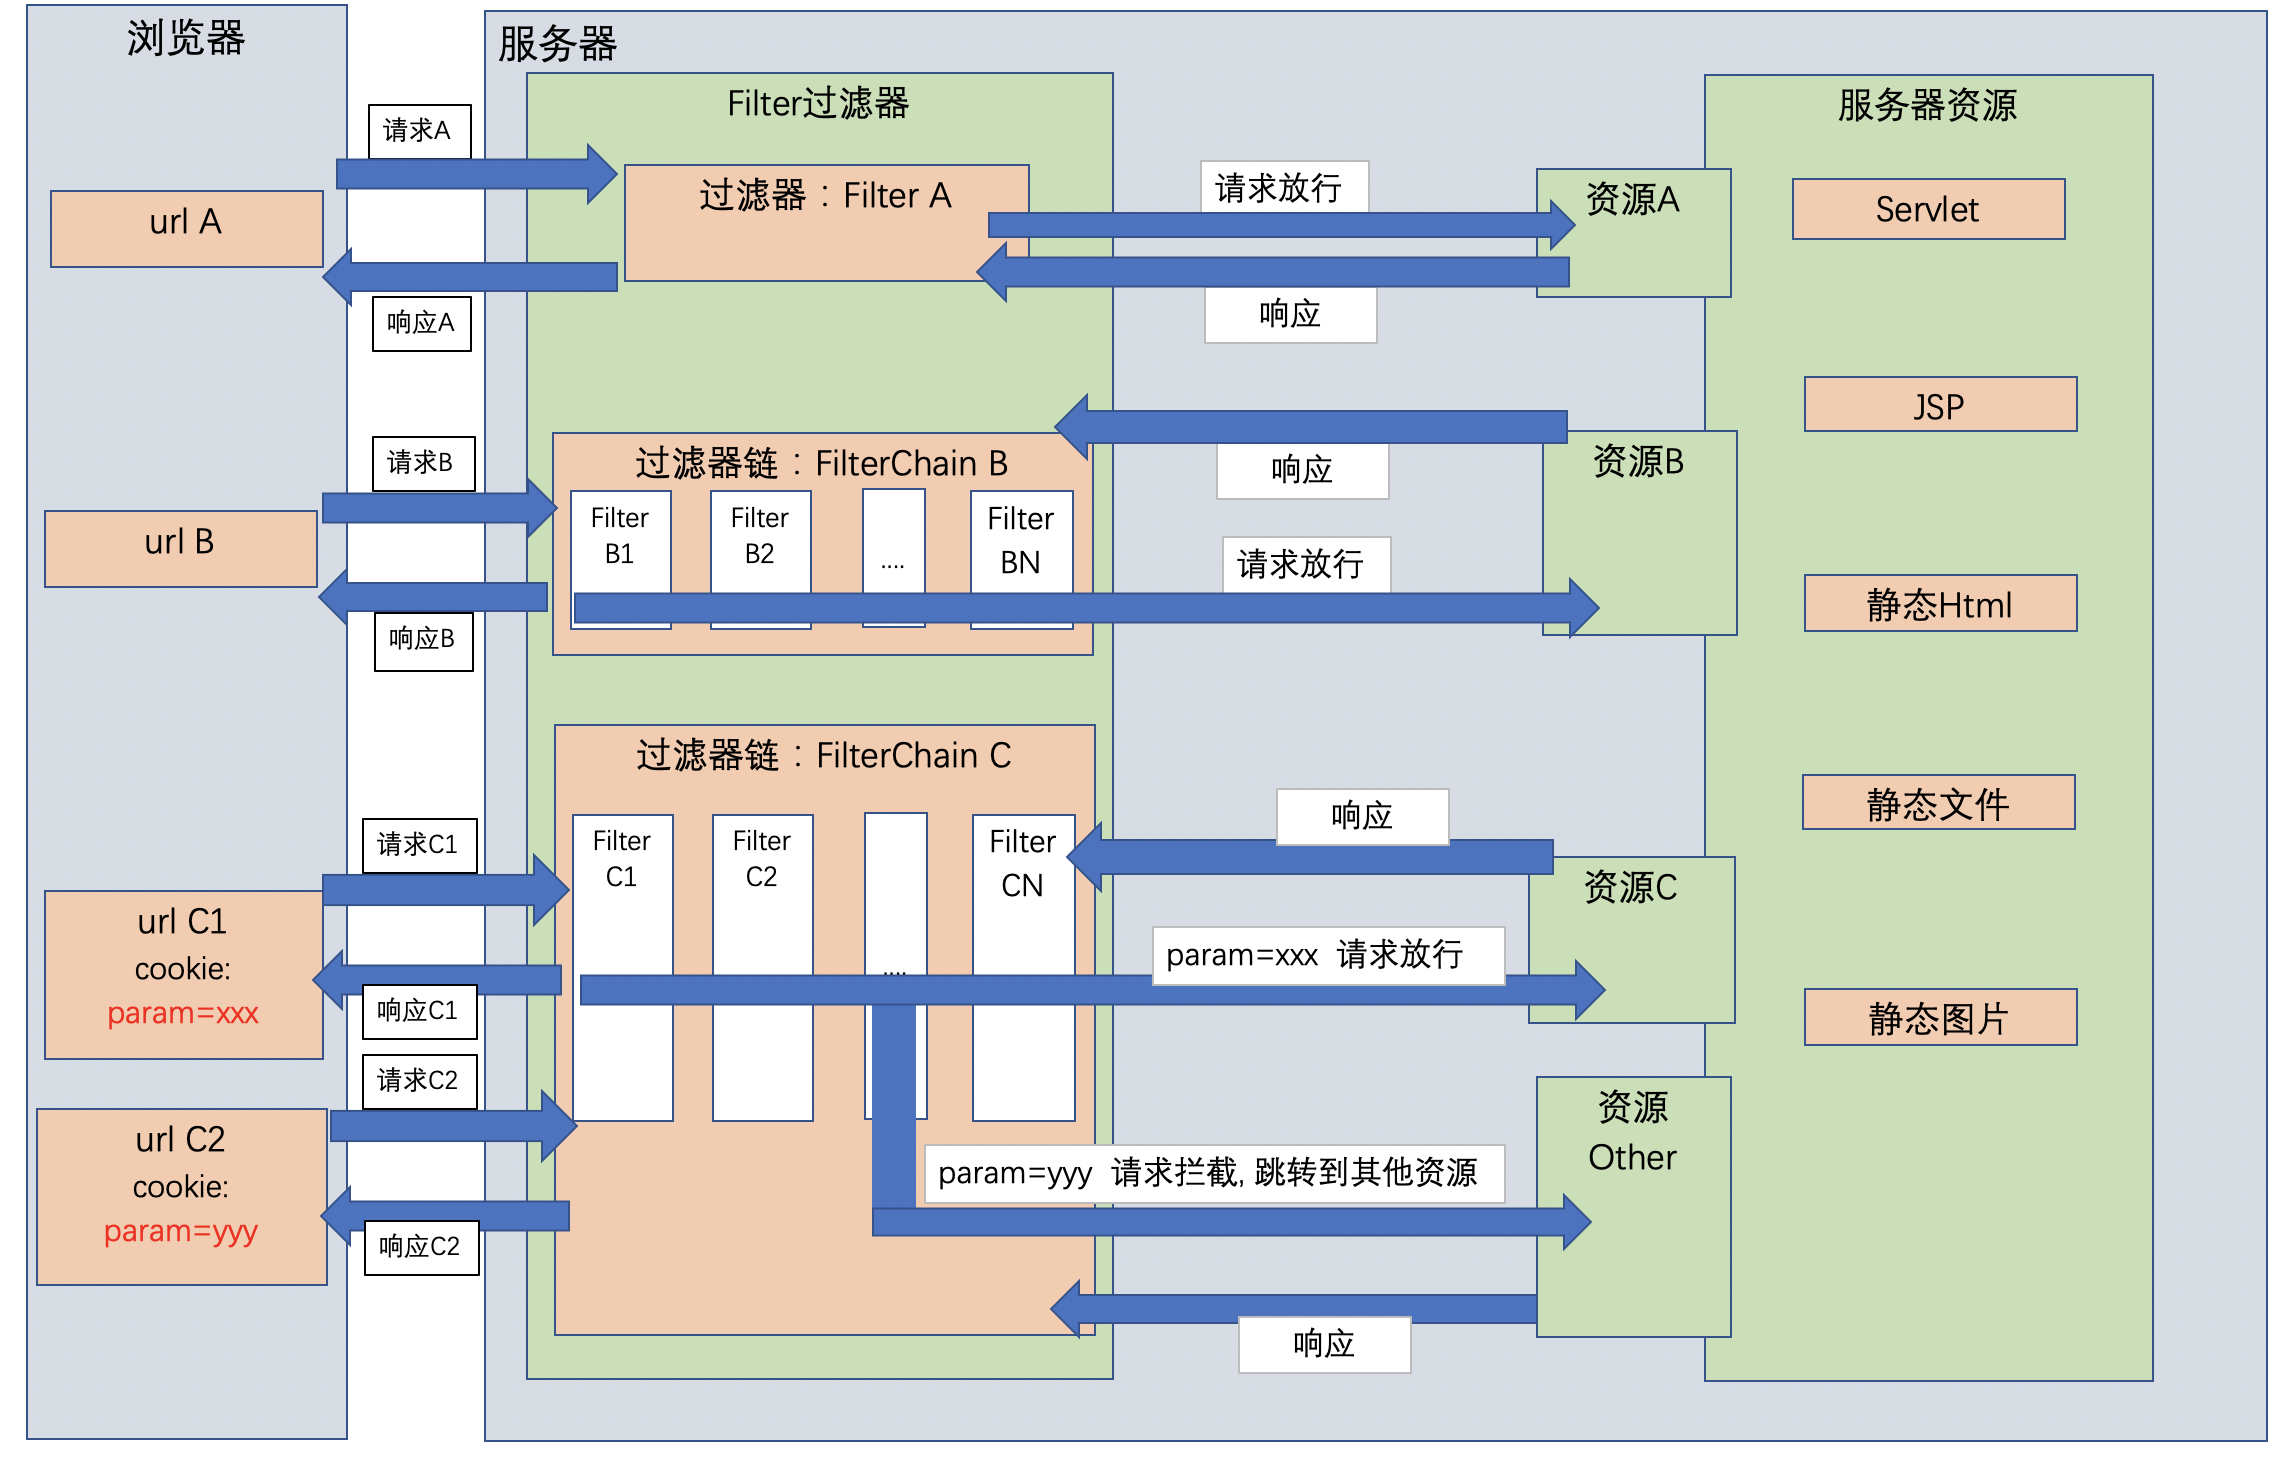 浏览器
服务器
Filter过滤器
服务器资源
请求A
过滤器：Filter A
请求放行
资源A
Servlet
url A
响应A
响应
JSP
请求B
过滤器链：FilterChain B
响应
资源B
Filter
B1
Filter
B2
....
Filter
BN
url B
请求放行
静态Html
响应B
过滤器链：FilterChain C
响应
静态文件
请求C1
Filter
C1
Filter
C2
....
Filter
CN
资源C
url C1
cookie:
param=xxx
param=xxx 请求放行
响应C1
静态图片
请求C2
资源
Other
url C2
cookie:
param=yyy
param=yyy 请求拦截, 跳转到其他资源
响应C2
响应